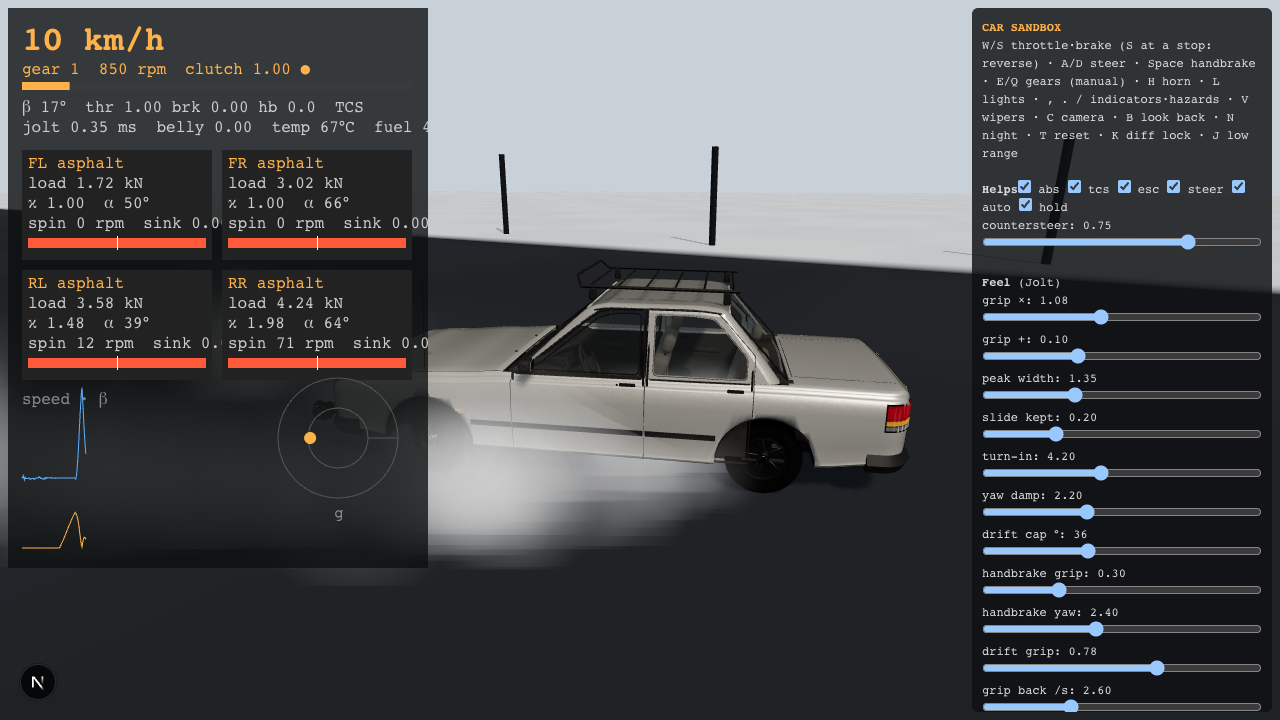 10 km/h
gear 1 850 rpm clutch 1.00 ●
β 17° thr 1.00 brk 0.00 hb 0.0 TCS
jolt 0.35 ms belly 0.00 temp 67°C fuel 4
FL asphalt
load 1.72 kN
ϰ 1.00 α 50°
spin 0 rpm sink 0.0
FR asphalt
load 3.02 kN
ϰ 1.00 α 66°
spin 0 rpm sink 0.00
RL asphalt
load 3.58 kN
ϰ 1.48 α 39°
spin 12 rpm sink 0.
RR asphalt
load 4.24 kN
ϰ 1.98 α 64°
spin 71 rpm sink 0.0
speed · β
g
N
CAR SANDBOX
W/S throttle·brake (S at a stop:
reverse) · A/D steer · Space handbrake
· E/Q gears (manual) · H horn · L
lights · , . / indicators·hazards · V
wipers · C camera · B look back · N
night · T reset · K diff lock · J low
range
Helps abs tcs esc steer
auto hold
countersteer: 0.75
Feel (Jolt)
grip ×: 1.08
grip +: 0.10
peak width: 1.35
slide kept: 0.20
turn-in: 4.20
yaw damp: 2.20
drift cap °: 36
handbrake grip: 0.30
handbrake yaw: 2.40
drift grip: 0.78
grip back /s: 2.60